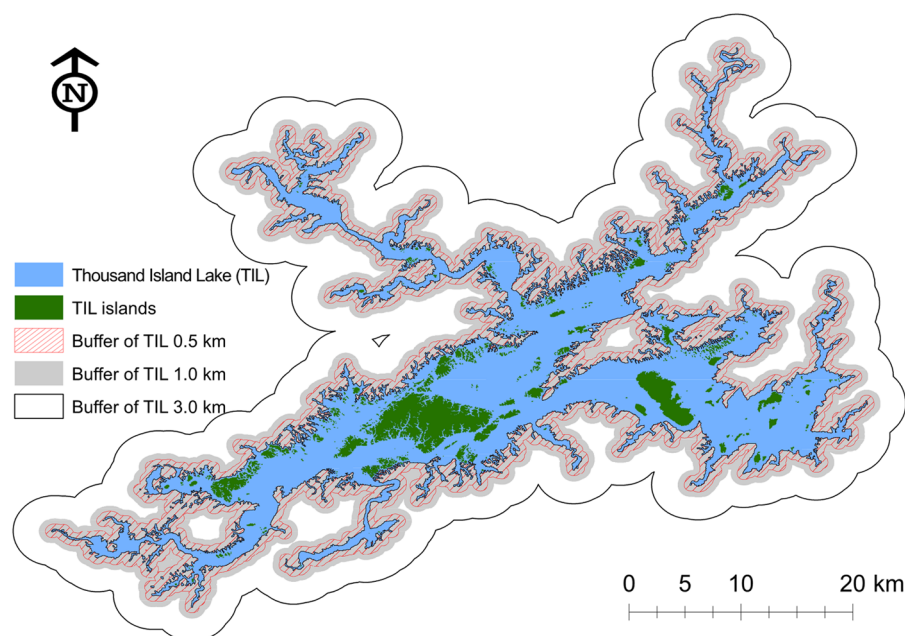 N
Thousand Island Lake (TIL)
TIL islands
Buffer of TIL 0.5 km
Buffer of TIL 1.0 km
Buffer of TIL 3.0 km
0 5 10 20 km